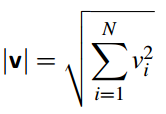 |v| = √(∑_{i=1}^{N} v_i^2)